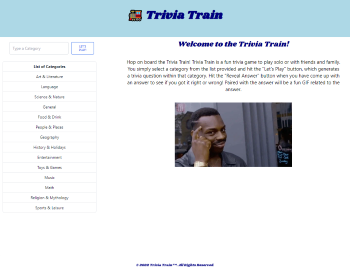 Trivia Train
Type a Category
LET'S PLAY!
List of Categories
Art & Literature
Language
Science & Nature
General
Food & Drink
People & Places
Geography
History & Holidays
Entertainment
Toys & Games
Music
Math
Religion & Mythology
Sports & Leisure
Welcome to the Trivia Train!
Hop on board the Trivia Train! Trivia Train is a fun trivia game to play solo or with friends and family.
You simply select a category from the list provided and hit the "Let's Play" button, which generates
a trivia question within that category. Hit the "Reveal Answer" button when you have come up with
an answer to see if you got it right or wrong! Paired with the answer will be a fun GIF related to the
answer.
© 2020 Trivia Train ™ All Rights Reserved